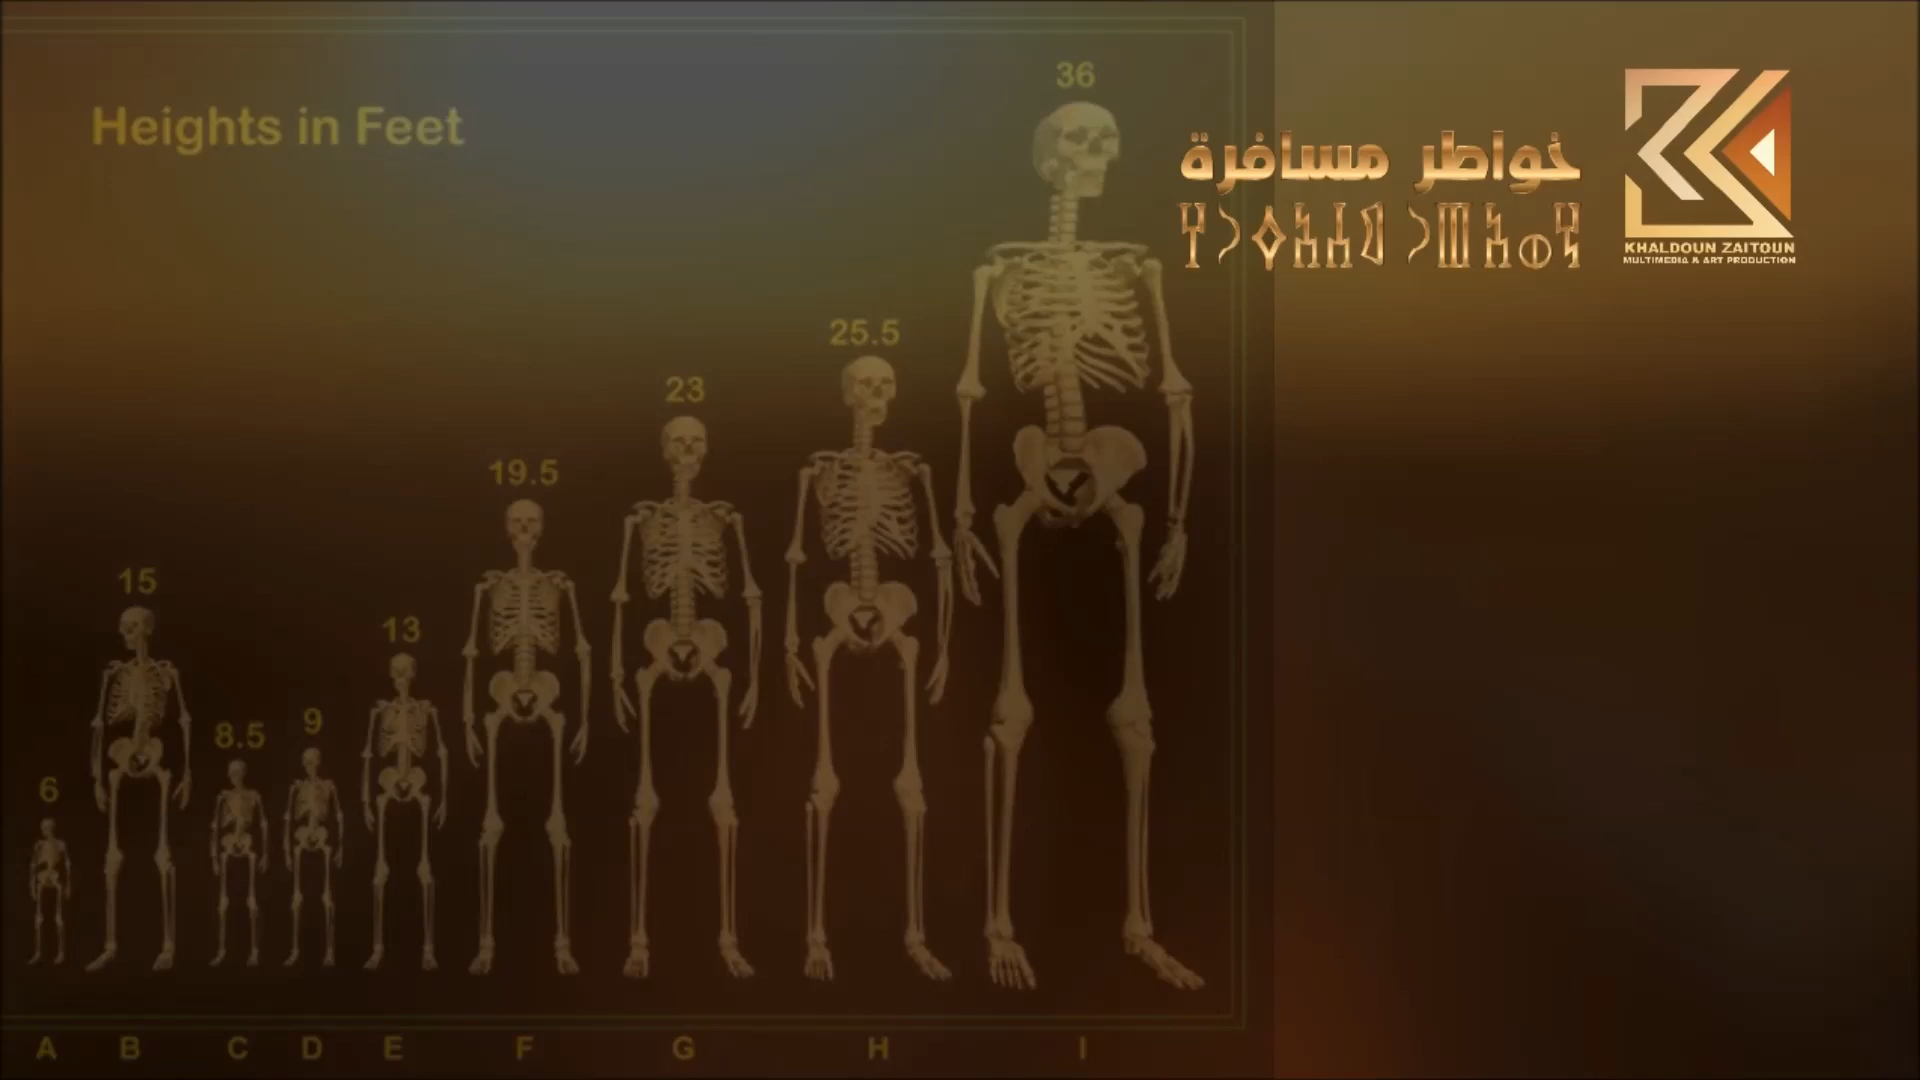 Heights in Feet
36
25.5
23
19.5
15
13
9
8.5
6
A B C D E F G H I
خواطر مسافرة
KHALDOUN ZAITOUN
MULTIMEDIA & ART PRODUCTION